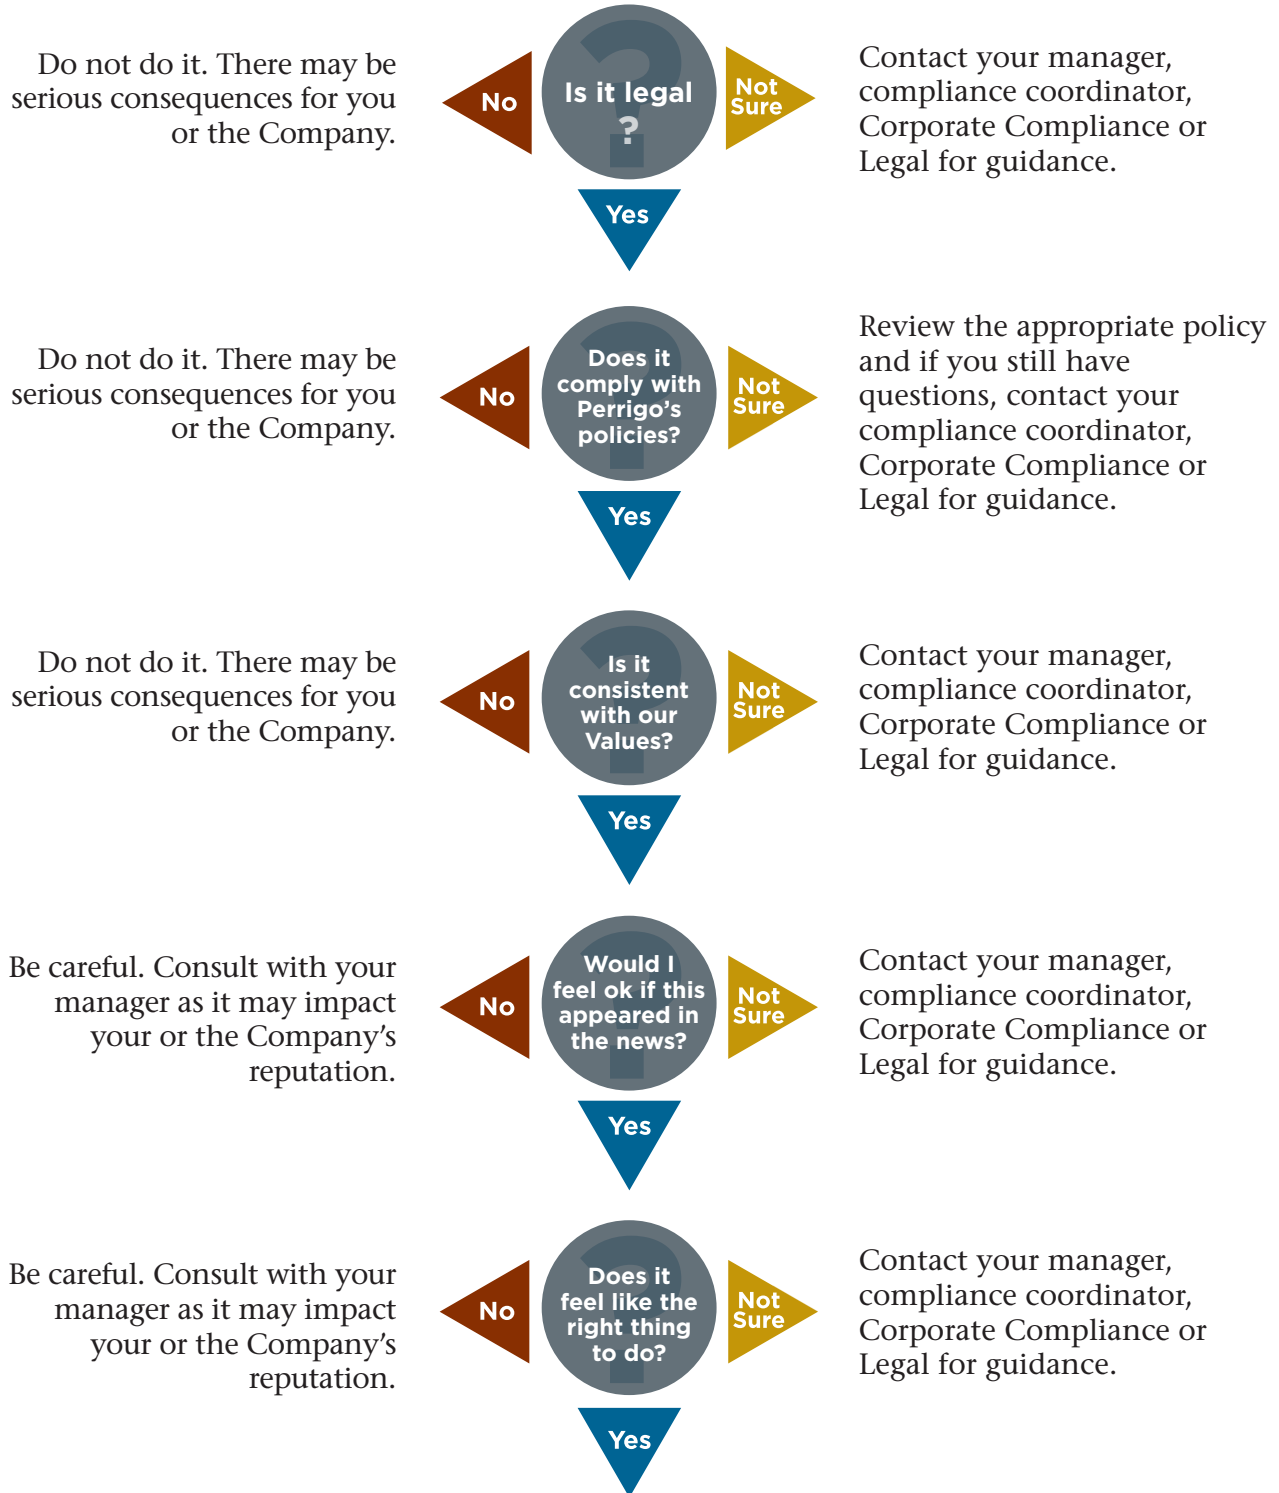 Do not do it. There may be
serious consequences for you
or the Company.
No
Is it legal
?
Not
Sure
Contact your manager,
compliance coordinator,
Corporate Compliance or
Legal for guidance.
Yes
Do not do it. There may be
serious consequences for you
or the Company.
No
Does it
comply with
Perrigo’s
policies?
Not
Sure
Review the appropriate policy
and if you still have
questions, contact your
compliance coordinator,
Corporate Compliance or
Legal for guidance.
Yes
Do not do it. There may be
serious consequences for you
or the Company.
No
Is it
consistent
with our
Values?
Not
Sure
Contact your manager,
compliance coordinator,
Corporate Compliance or
Legal for guidance.
Yes
Be careful. Consult with your
manager as it may impact
your or the Company’s
reputation.
No
Would I
feel ok if this
appeared in
the news?
Not
Sure
Contact your manager,
compliance coordinator,
Corporate Compliance or
Legal for guidance.
Yes
Be careful. Consult with your
manager as it may impact
your or the Company’s
reputation.
No
Does it
feel like the
right thing
to do?
Not
Sure
Contact your manager,
compliance coordinator,
Corporate Compliance or
Legal for guidance.
Yes